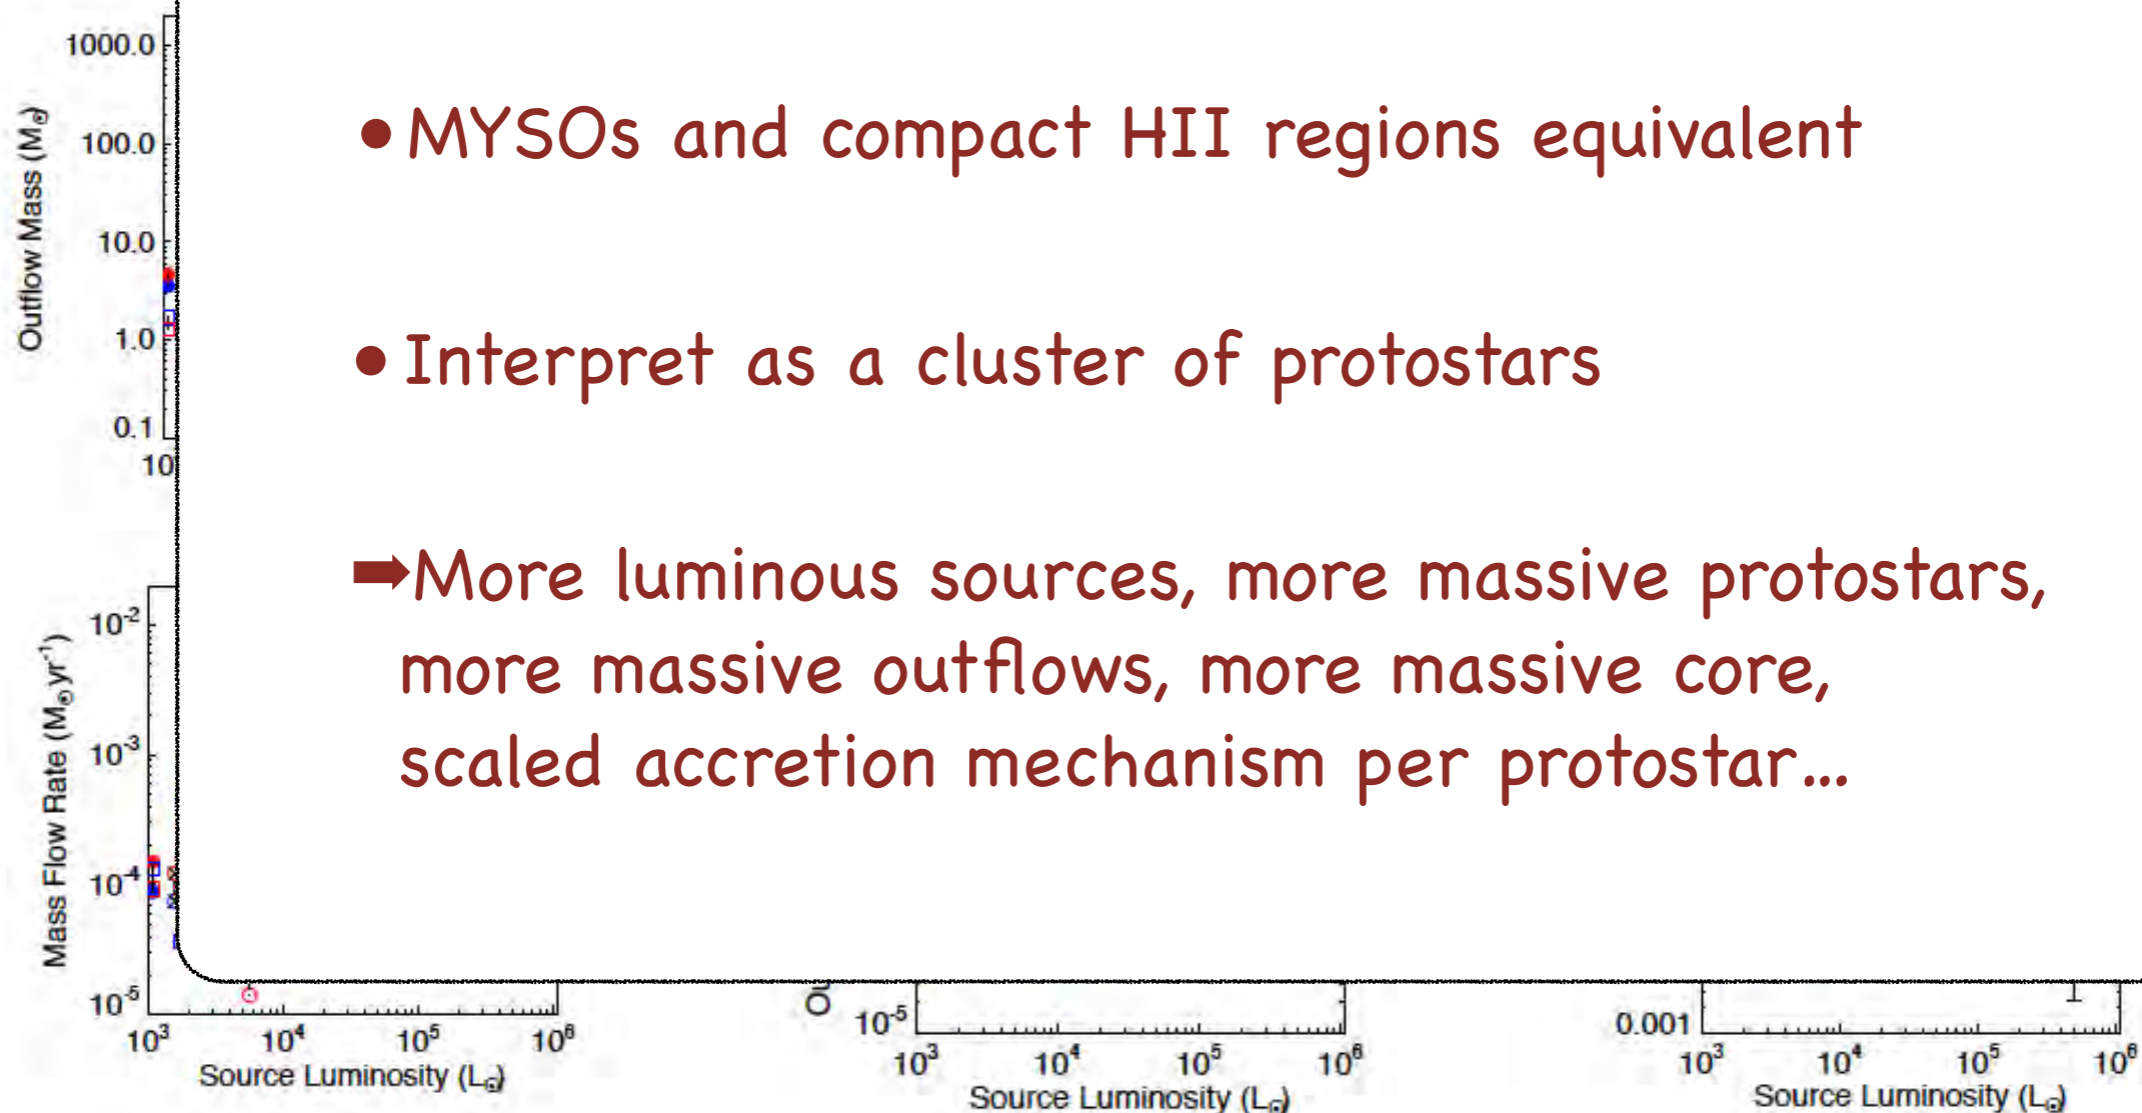 1000.0
100.0
10.0
1.0
0.1
10
Outflow Mass (M☉)
• MYSOs and compact HII regions equivalent
• Interpret as a cluster of protostars
➡More luminous sources, more massive protostars,
more massive outflows, more massive core,
scaled accretion mechanism per protostar...
Mass Flow Rate (M☉yr⁻¹)
10⁻²
10⁻³
10⁻⁴
10⁻⁵
10³ 10⁴ 10⁵ 10⁶
Source Luminosity (L☉)
Ou
10⁻⁵
10³ 10⁴ 10⁵ 10⁶
Source Luminosity (L☉)
0.001
10³ 10⁴ 10⁵ 10⁶
Source Luminosity (L☉)